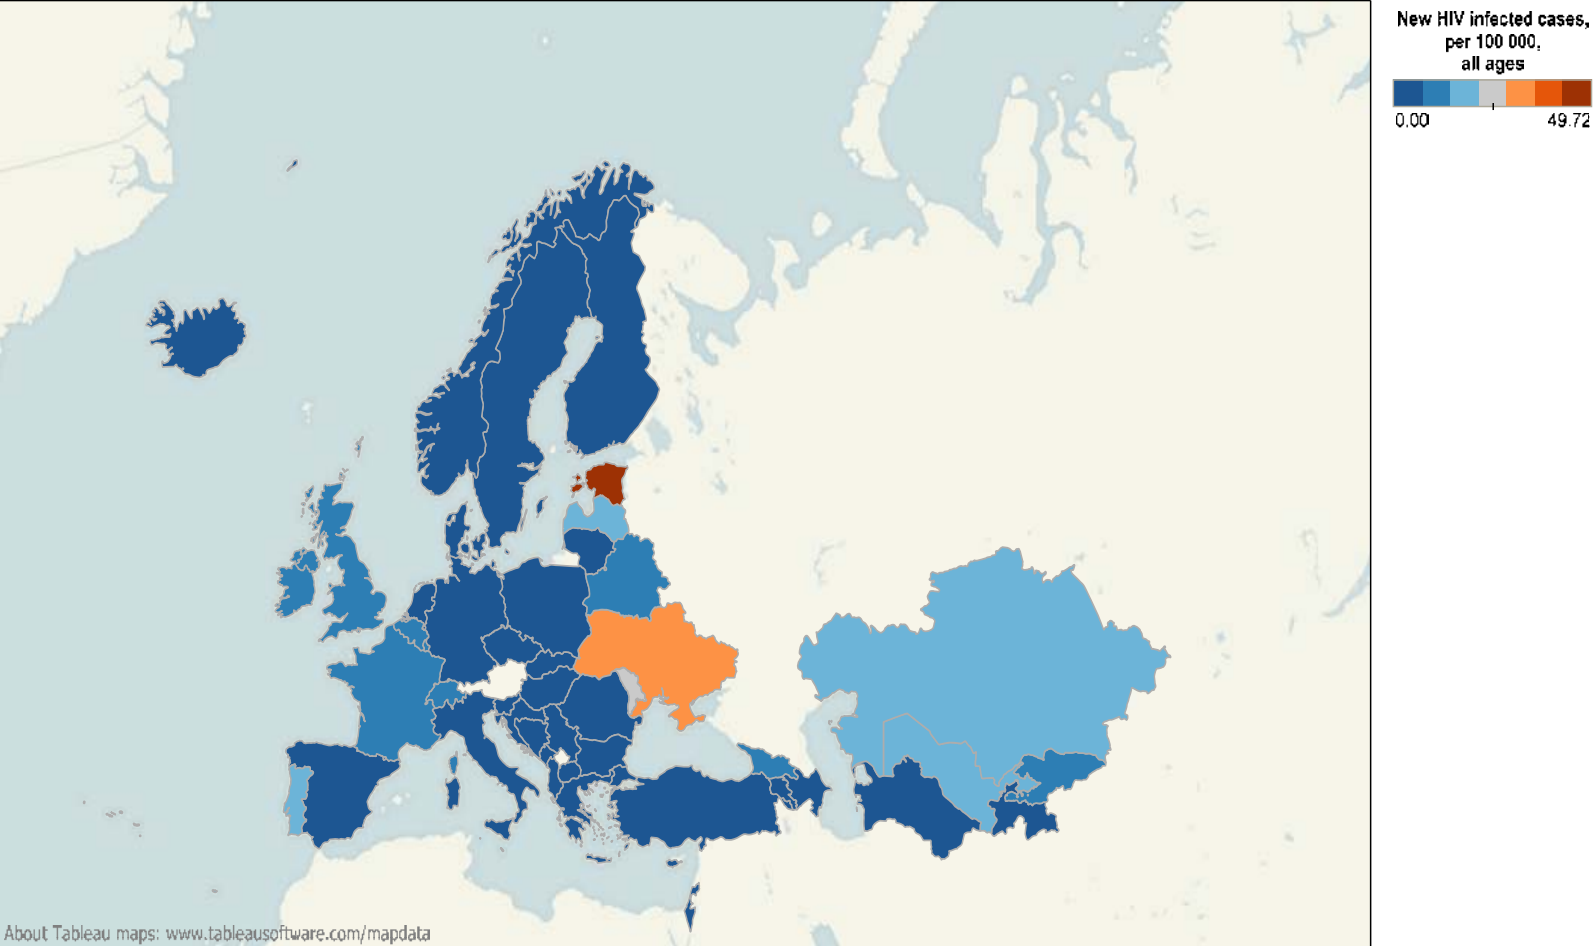 New HIV infected cases,
per 100 000,
all ages
0.00 49.72
About Tableau maps: www.tableausoftware.com/mapdata